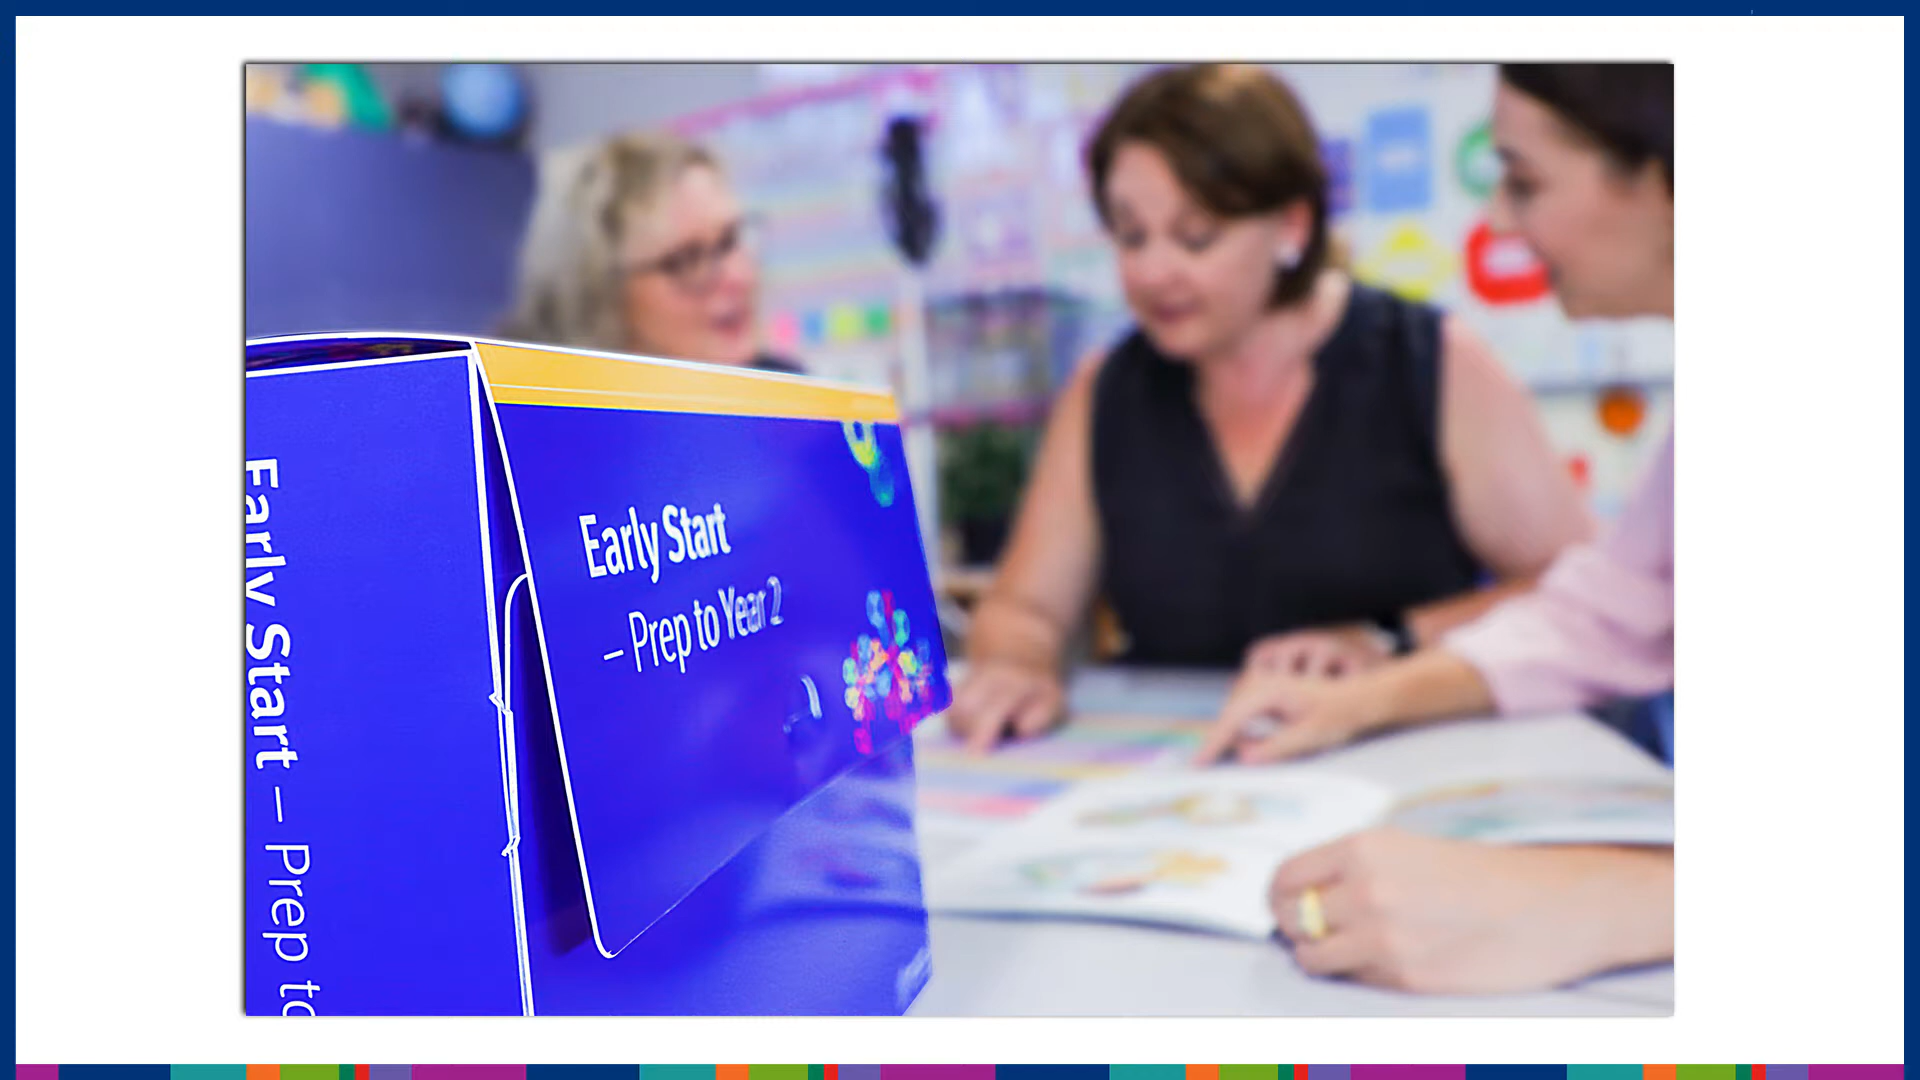 Early Start
– Prep to Year 2
Early Start – Prep to